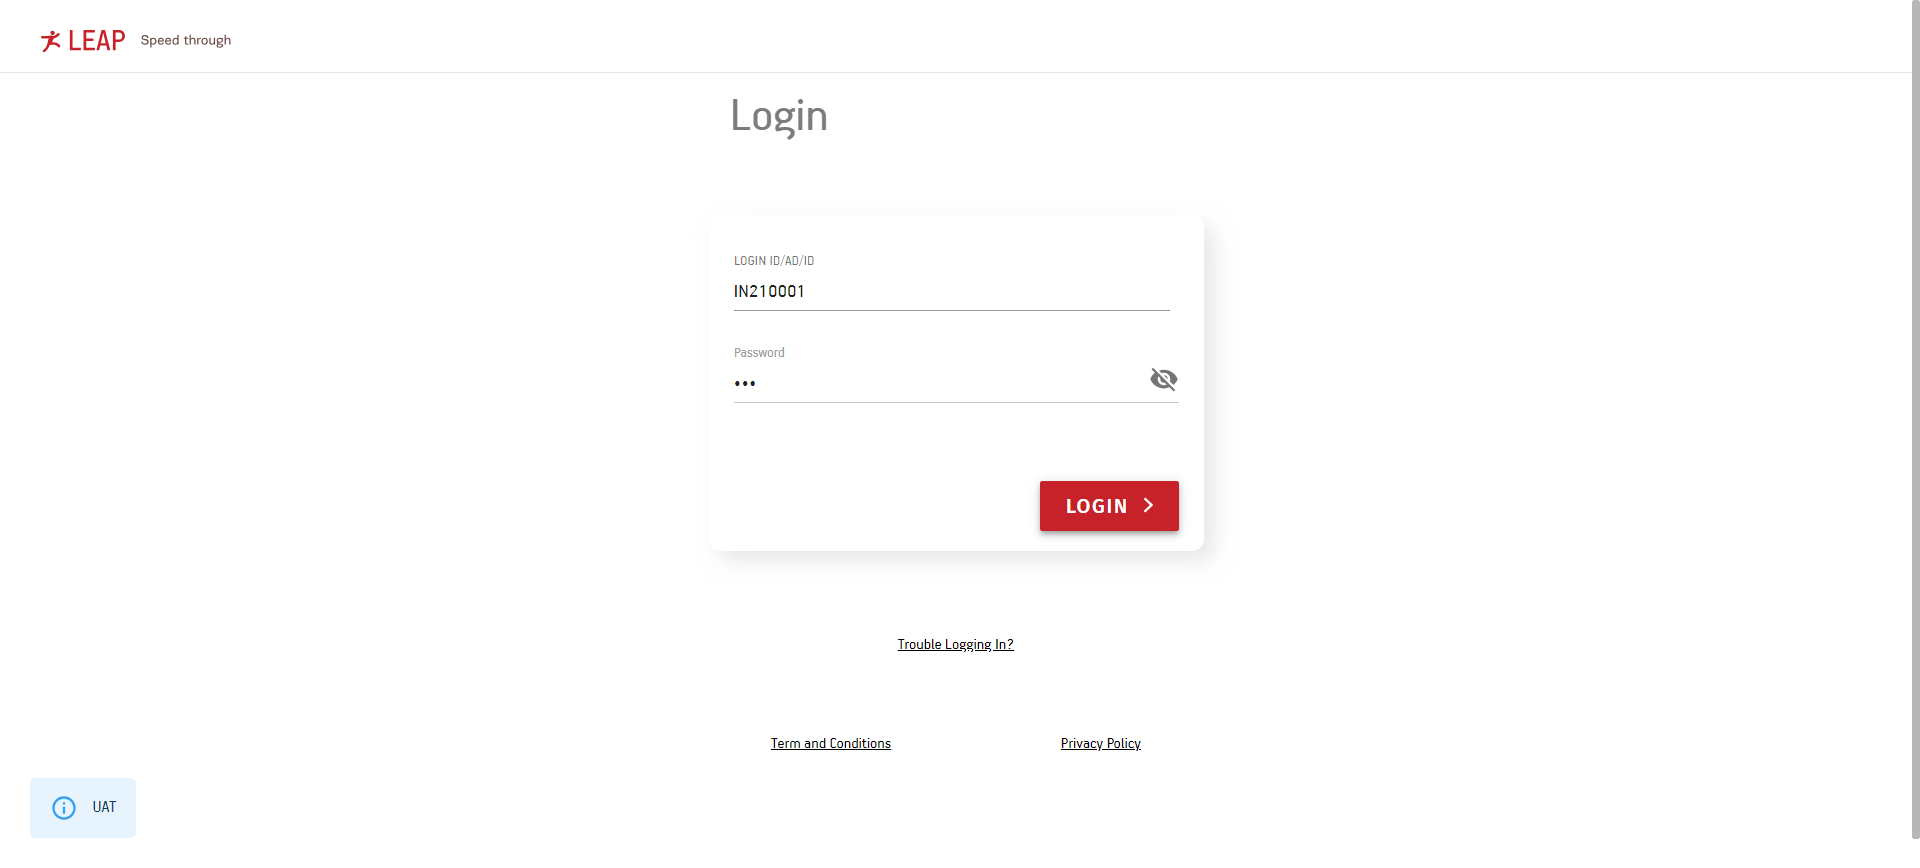 LEAP Speed through
Login
LOGIN ID/AD/ID
IN210001
Password
•••
LOGIN
Trouble Logging In?
Term and Conditions
Privacy Policy
UAT